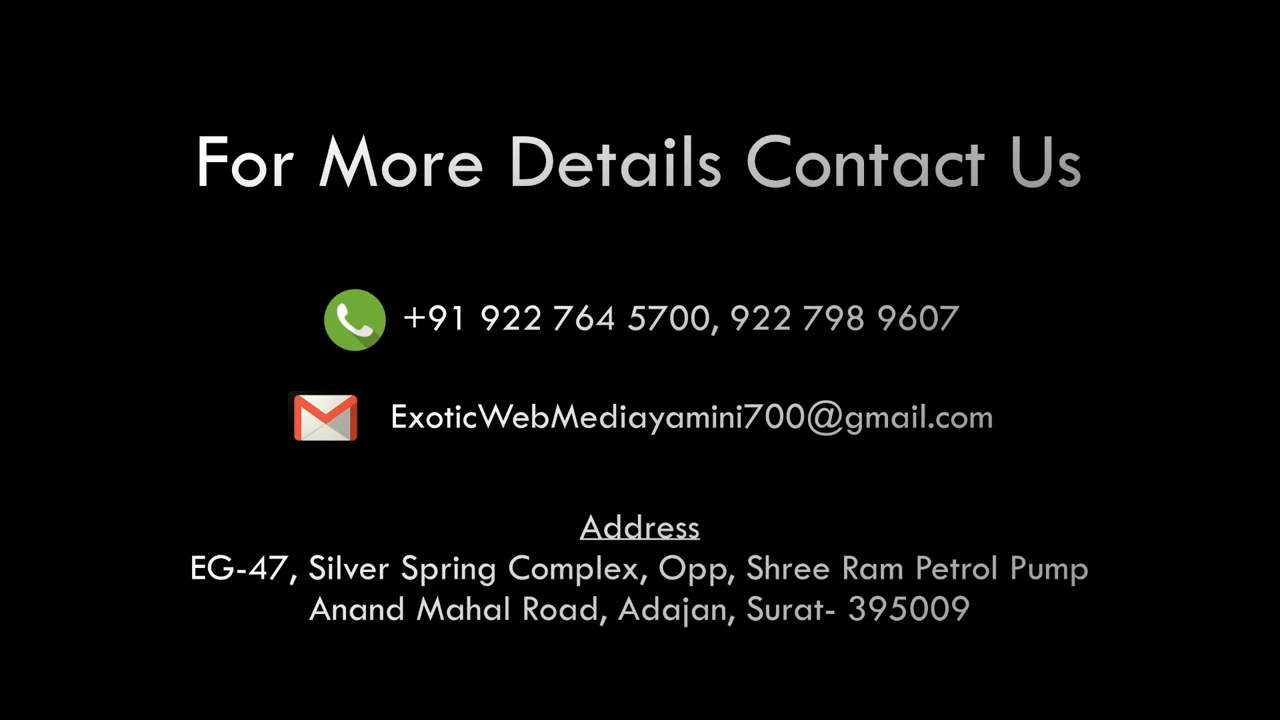 For More Details Contact Us
+91 922 764 5700, 922 798 9607
ExoticWebMediayamini700@gmail.com
Address
EG-47, Silver Spring Complex, Opp, Shree Ram Petrol Pump
Anand Mahal Road, Adajan, Surat- 395009